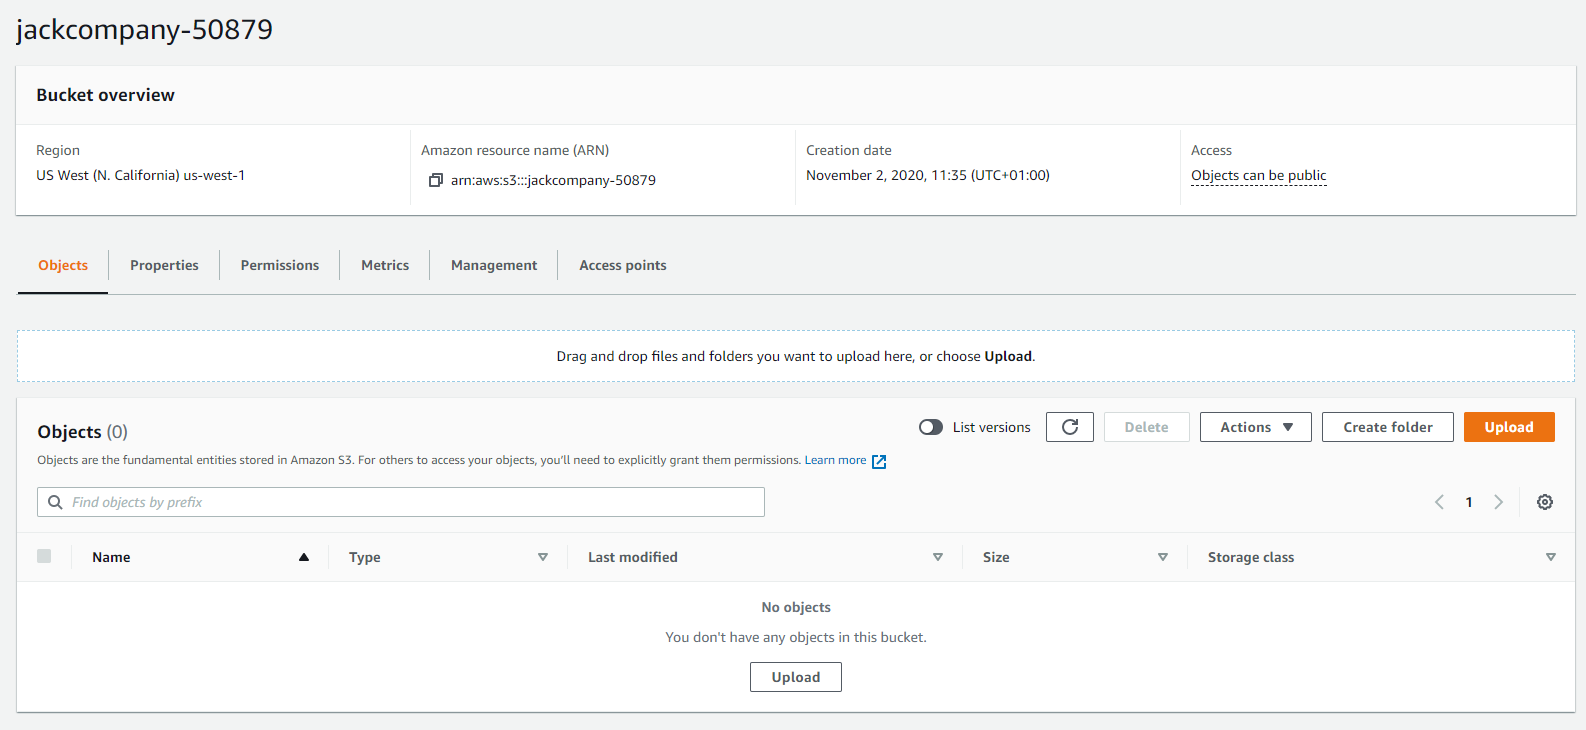 jackcompany-50879
Bucket overview
Region
US West (N. California) us-west-1
Amazon resource name (ARN)
arn:aws:s3:::jackcompany-50879
Creation date
November 2, 2020, 11:35 (UTC+01:00)
Access
Objects can be public
Objects Properties Permissions Metrics Management Access points
Drag and drop files and folders you want to upload here, or choose Upload.
Objects (0)
List versions Delete Actions Create folder Upload
Objects are the fundamental entities stored in Amazon S3. For others to access your objects, you'll need to explicitly grant them permissions. Learn more
Find objects by prefix
1
Name Type Last modified Size Storage class
No objects
You don't have any objects in this bucket.
Upload